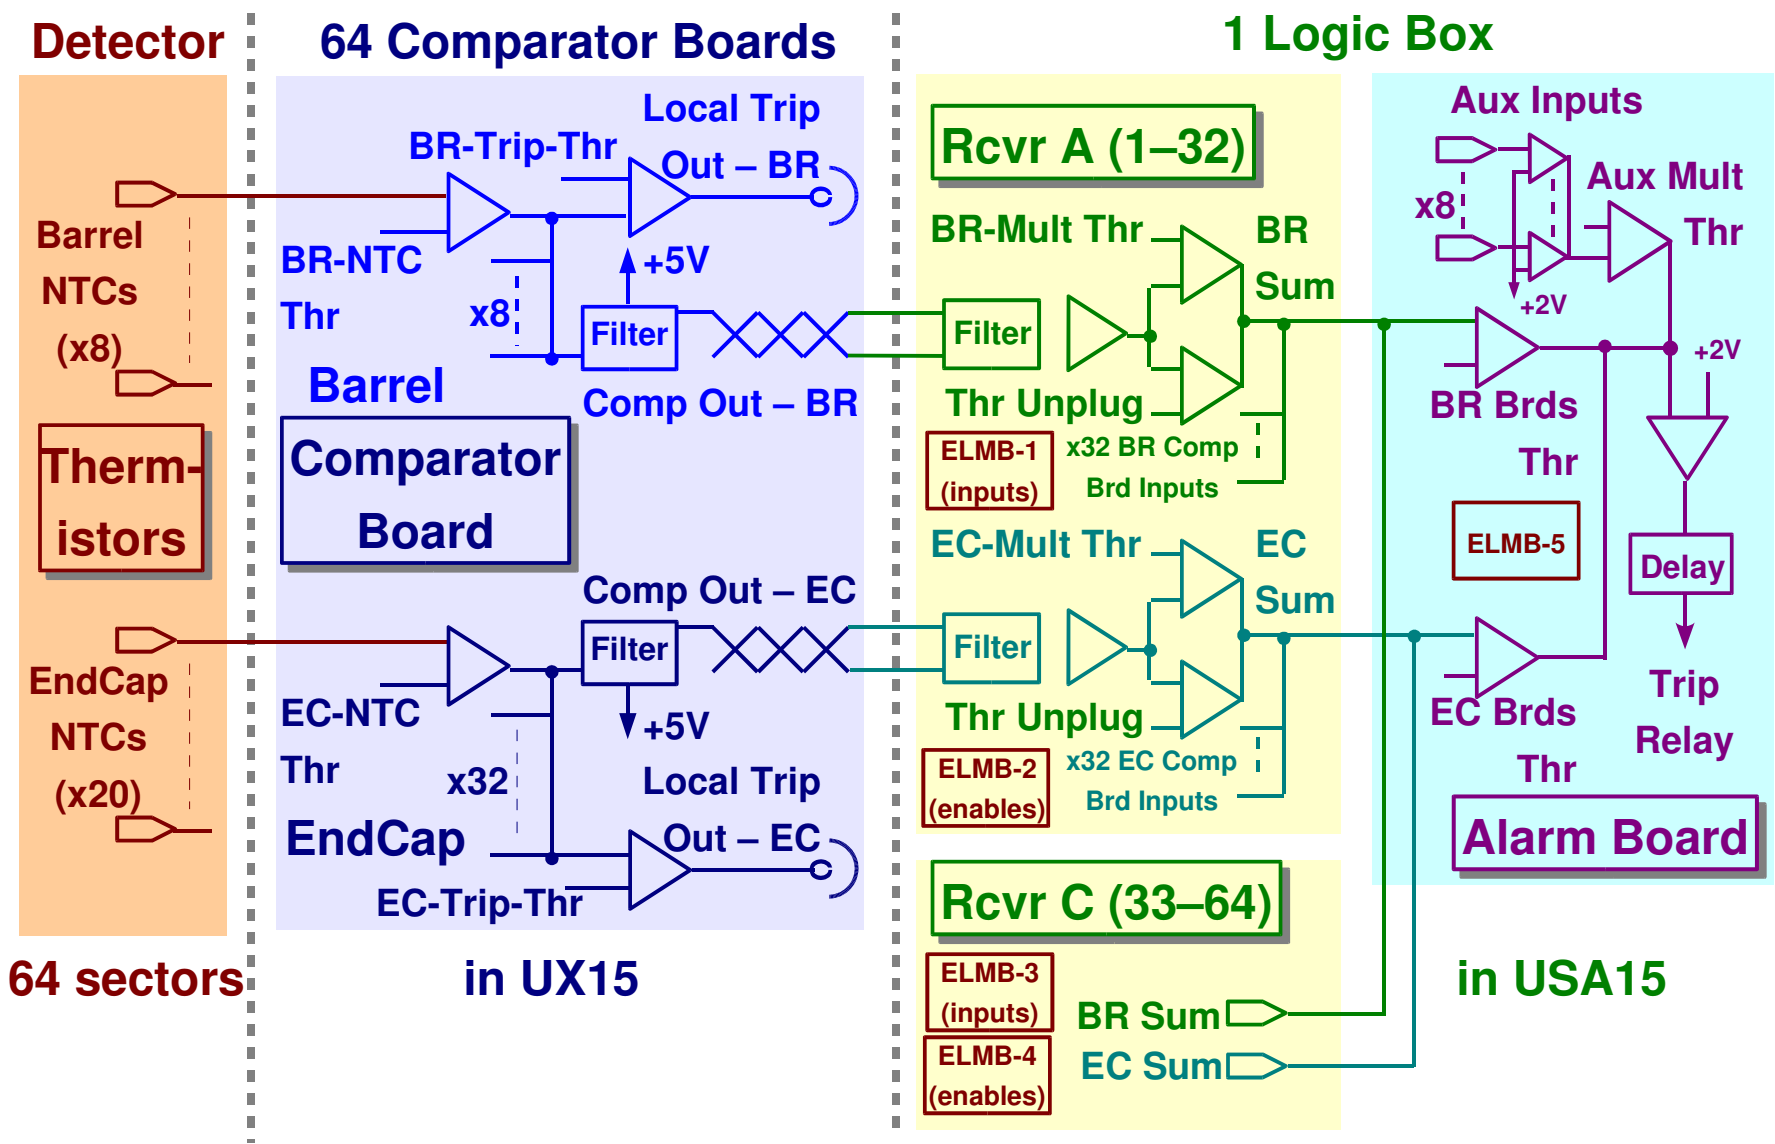 Detector
64 Comparator Boards
1 Logic Box
Barrel
NTCs
(x8)
Therm-
istors
EndCap
NTCs
(x20)
64 sectors
Local Trip
BR-Trip-Thr
Out – BR
BR-NTC
Thr
+5V
x8
Filter
Barrel
Comp Out – BR
Comparator
Board
Comp Out – EC
Filter
EC-NTC
Thr
+5V
x32
Local Trip
EndCap
Out – EC
EC-Trip-Thr
in UX15
Rcvr A (1–32)
BR-Mult Thr
BR
Sum
Filter
Thr Unplug
ELMB-1
(inputs)
x32 BR Comp
Brd Inputs
EC-Mult Thr
EC
Sum
Filter
Thr Unplug
ELMB-2
(enables)
x32 EC Comp
Brd Inputs
Rcvr C (33–64)
ELMB-3
(inputs)
BR Sum
ELMB-4
(enables)
EC Sum
Aux Inputs
Aux Mult
Thr
x8
+2V
+2V
BR Brds
Thr
ELMB-5
Delay
Trip
Relay
EC Brds
Thr
Alarm Board
in USA15